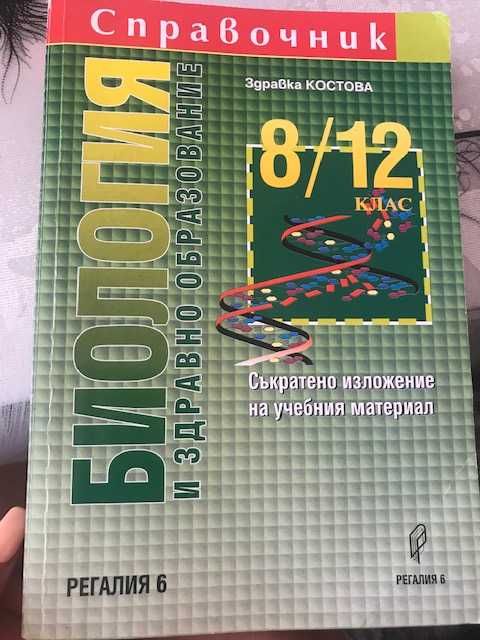 Справочник
Здравка КОСТОВА
БИОЛОГИЯ
И ЗДРАВНО ОБРАЗОВАНИЕ
8/12
КЛАС
Съкратено изложение
на учебния материал
РЕГАЛИЯ 6
РЕГАЛИЯ 6